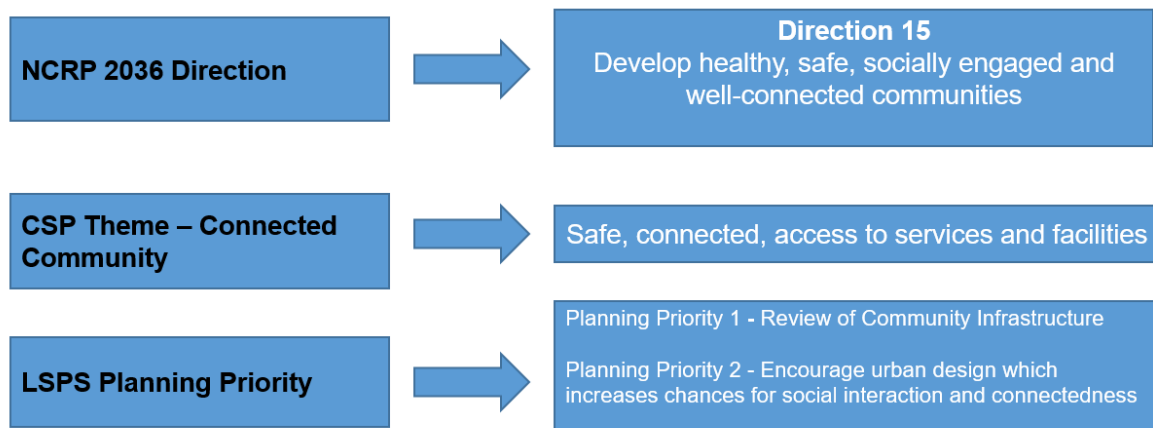 NCRP 2036 Direction
Direction 15
Develop healthy, safe, socially engaged and
well-connected communities
CSP Theme – Connected
Community
Safe, connected, access to services and facilities
LSPS Planning Priority
Planning Priority 1 - Review of Community Infrastructure
Planning Priority 2 - Encourage urban design which
increases chances for social interaction and connectedness